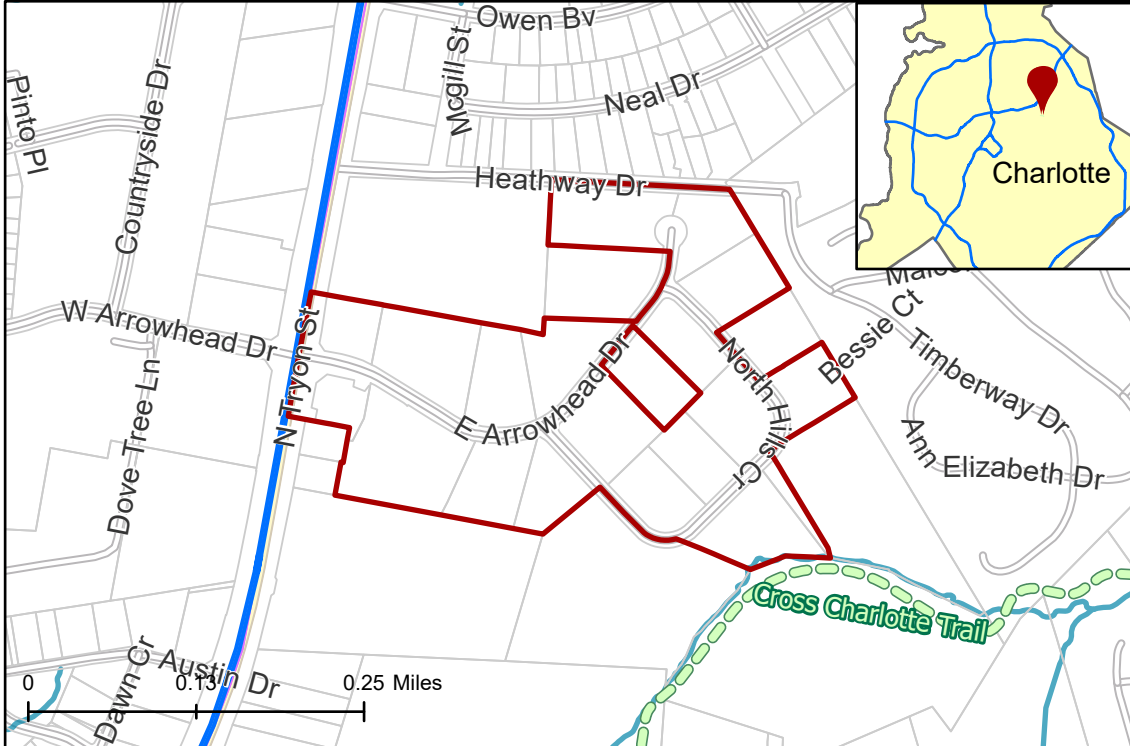 Owen Bv
Mcgill St
Neal Dr
Pinto Pl
Countryside Dr
Heathway Dr
Charlotte
W Arrowhead Dr
N Tryon St
Dove Tree Ln
E Arrowhead Dr
North Hills Cr
Bessie Ct
Timberway Dr
Ann Elizabeth Dr
Cross Charlotte Trail
Austin Dr
Dawn Cr
0
0.13
0.25 Miles